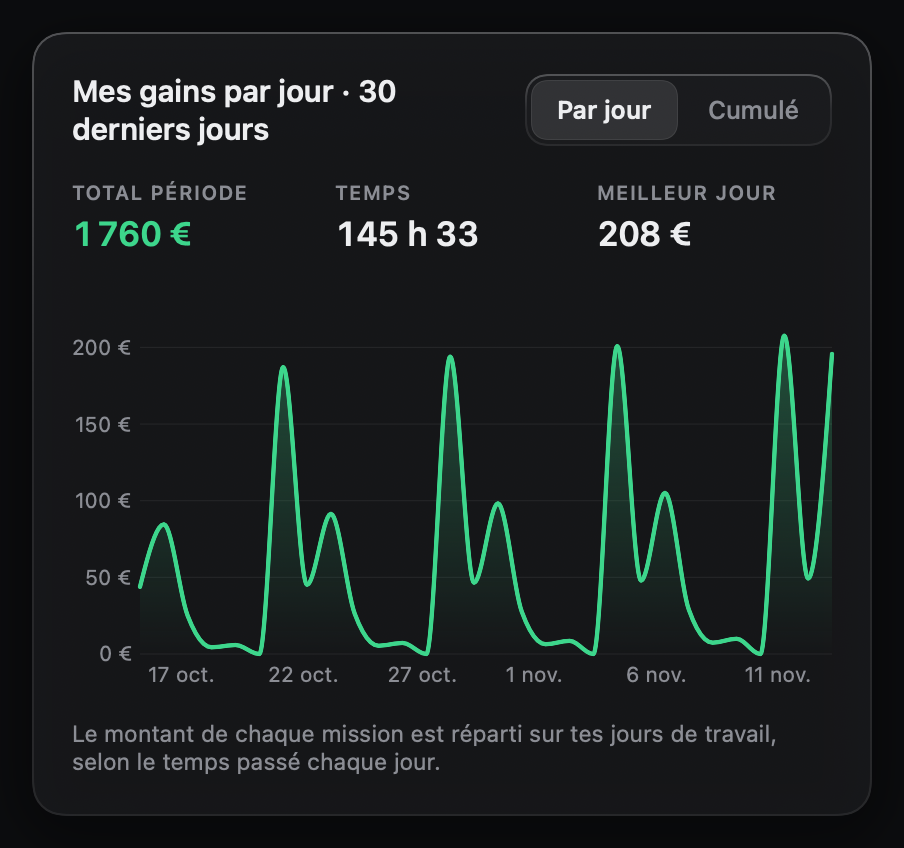 Mes gains par jour · 30
derniers jours
Par jour
Cumulé
TOTAL PÉRIODE
TEMPS
MEILLEUR JOUR
1 760 €
145 h 33
208 €
200 €
150 €
100 €
50 €
0 €
17 oct.
22 oct.
27 oct.
1 nov.
6 nov.
11 nov.
Le montant de chaque mission est réparti sur tes jours de travail,
selon le temps passé chaque jour.